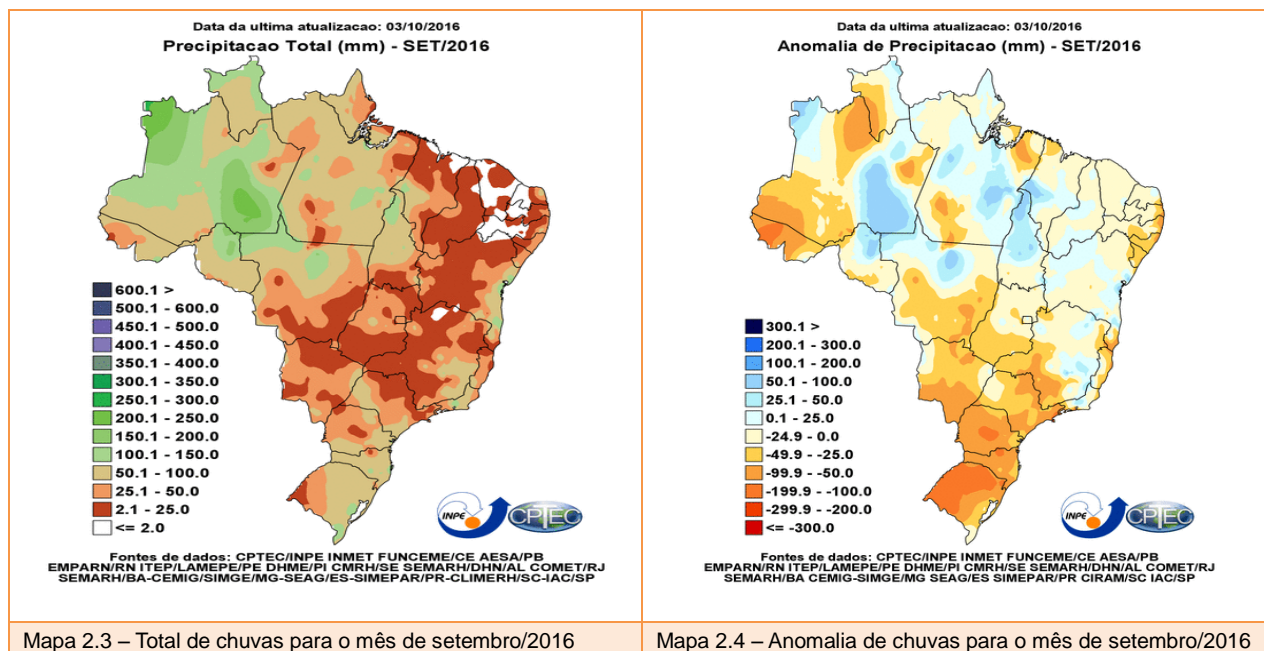 Data da ultima atualizacao: 03/10/2016
Precipitacao Total (mm) - SET/2016
600.1 >
500.1 - 600.0
450.1 - 500.0
400.1 - 450.0
350.1 - 400.0
300.1 - 350.0
250.1 - 300.0
200.1 - 250.0
150.1 - 200.0
100.1 - 150.0
50.1 - 100.0
25.1 - 50.0
2.1 - 25.0
<= 2.0
INPE
CPTEC
Fontes de dados: CPTEC/INPE INMET FUNCEME/CE AESA/PB
EMPARN/RN ITEP/LAMEPE/PE DHME/PI CMRH/SE SEMARH/DHN/AL COMET/RJ
SEMARH/BA-CEMIG/SIMGE/MG-SEAG/ES-SIMEPAR/PR-CLIMERH/SC-IAC/SP
Mapa 2.3 – Total de chuvas para o mês de setembro/2016
Data da ultima atualizacao: 03/10/2016
Anomalia de Precipitacao (mm) - SET/2016
300.1 >
200.1 - 300.0
100.1 - 200.0
50.1 - 100.0
25.1 - 50.0
0.1 - 25.0
-24.9 - 0.0
-49.9 - -25.0
-99.9 - -50.0
-199.9 - -100.0
-299.9 - -200.0
<= -300.0
INPE
CPTEC
Fontes de dados: CPTEC/INPE INMET FUNCEME/CE AESA/PB
EMPARN/RN ITEP/LAMEPE/PE DHME/PI CMRH/SE SEMARH/DHN/AL COMET/RJ
SEMARH/BA CEMIG-SIMGE/MG SEAG/ES SIMEPAR/PR CIRAM/SC IAC/SP
Mapa 2.4 – Anomalia de chuvas para o mês de setembro/2016